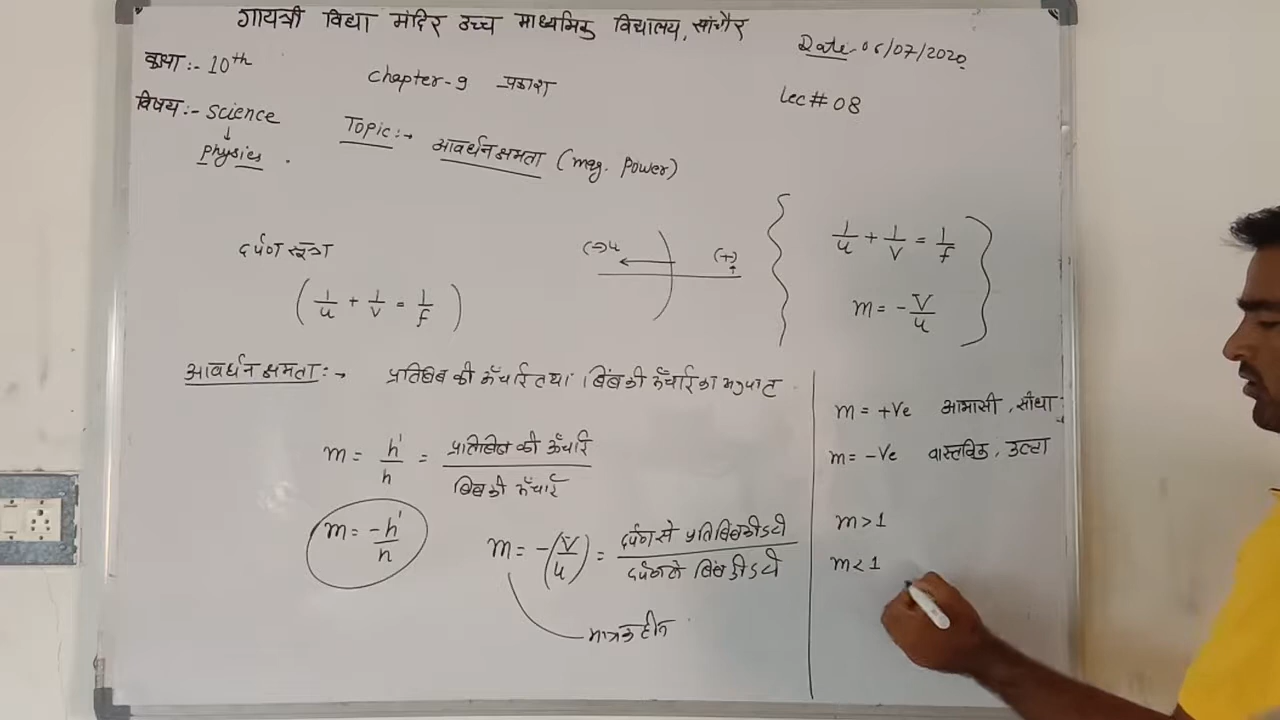 गायत्री विद्या मंदिर उच्च माध्यमिक विद्यालय, सांगौर
Date 06/07/2020
कक्षा :- 10th
Chapter-9 प्रकाश
Lec # 08
विषय :- Science
↓
Physics
Topic :→ आवर्धन क्षमता (mag. Power)
दर्पण सूत्र
(-)u
(+)
1/u + 1/v = 1/f
(1/u + 1/v = 1/f)
m = - v/u
आवर्धन क्षमता :→ प्रतिबिंब की ऊँचाई तथा बिंब की ऊँचाई का अनुपात
m = +Ve आभासी, सीधा
m = -Ve वास्तविक, उल्टा
m = h'/h = प्रतिबिंब की ऊँचाई / बिंब की ऊँचाई
m = -h'/h
m = -(v/u) = दर्पण से प्रतिबिंब की दूरी / दर्पण से बिंब की दूरी
m > 1
m < 1
मात्रक हीन